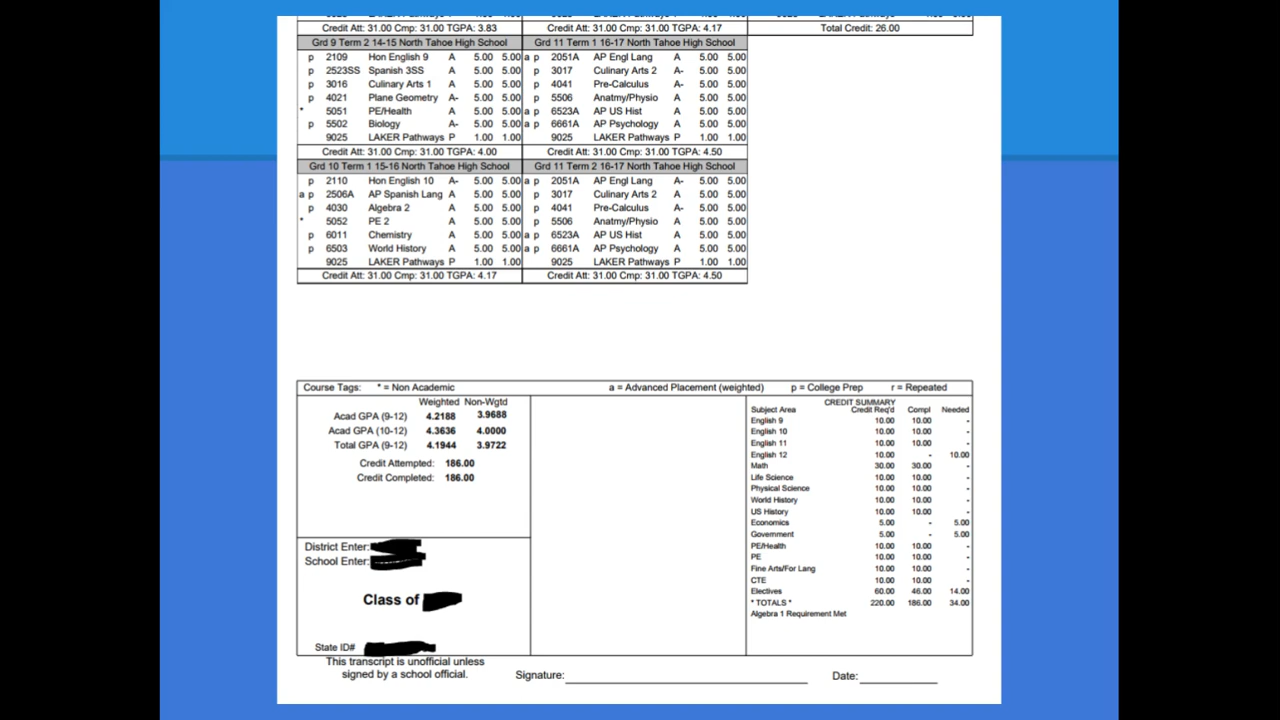 Credit Att: 31.00 Cmp: 31.00 TGPA: 3.83
Grd 9 Term 2 14-15 North Tahoe High School
p 2109 Hon English 9 A 5.00 5.00
p 2523SS Spanish 3SS A 5.00 5.00
p 3016 Culinary Arts 1 A 5.00 5.00
p 4021 Plane Geometry A- 5.00 5.00
* 5051 PE/Health A 5.00 5.00
p 5502 Biology A- 5.00 5.00
9025 LAKER Pathways P 1.00 1.00
Credit Att: 31.00 Cmp: 31.00 TGPA: 4.00
Grd 10 Term 1 15-16 North Tahoe High School
p 2110 Hon English 10 A- 5.00 5.00
a p 2506A AP Spanish Lang A 5.00 5.00
p 4030 Algebra 2 A 5.00 5.00
* 5052 PE 2 A 5.00 5.00
p 6011 Chemistry A 5.00 5.00
p 6503 World History A 5.00 5.00
9025 LAKER Pathways P 1.00 1.00
Credit Att: 31.00 Cmp: 31.00 TGPA: 4.17
Credit Att: 31.00 Cmp: 31.00 TGPA: 4.17
Grd 11 Term 1 16-17 North Tahoe High School
a p 2051A AP Engl Lang A 5.00 5.00
p 3017 Culinary Arts 2 A- 5.00 5.00
p 4041 Pre-Calculus A- 5.00 5.00
p 5506 Anatmy/Physio A 5.00 5.00
a p 6523A AP US Hist A 5.00 5.00
a p 6661A AP Psychology A 5.00 5.00
9025 LAKER Pathways P 1.00 1.00
Credit Att: 31.00 Cmp: 31.00 TGPA: 4.50
Grd 11 Term 2 16-17 North Tahoe High School
a p 2051A AP Engl Lang A- 5.00 5.00
p 3017 Culinary Arts 2 A 5.00 5.00
p 4041 Pre-Calculus A- 5.00 5.00
p 5506 Anatmy/Physio A 5.00 5.00
a p 6523A AP US Hist A 5.00 5.00
a p 6661A AP Psychology A 5.00 5.00
9025 LAKER Pathways P 1.00 1.00
Credit Att: 31.00 Cmp: 31.00 TGPA: 4.50
Total Credit: 26.00
Course Tags: * = Non Academic a = Advanced Placement (weighted) p = College Prep r = Repeated
Weighted Non-Wgtd
Acad GPA (9-12) 4.2188 3.9688
Acad GPA (10-12) 4.3636 4.0000
Total GPA (9-12) 4.1944 3.9722
Credit Attempted: 186.00
Credit Completed: 186.00
District Enter:
School Enter:
Class of
State ID#
This transcript is unofficial unless
signed by a school official.
CREDIT SUMMARY
Subject Area Credit Req'd Compl Needed
English 9 10.00 10.00 -
English 10 10.00 10.00 -
English 11 10.00 10.00 -
English 12 10.00 - 10.00
Math 30.00 30.00 -
Life Science 10.00 10.00 -
Physical Science 10.00 10.00 -
World History 10.00 10.00 -
US History 10.00 10.00 -
Economics 5.00 - 5.00
Government 5.00 - 5.00
PE/Health 10.00 10.00 -
PE 10.00 10.00 -
Fine Arts/For Lang 10.00 10.00 -
CTE 10.00 10.00 -
Electives 60.00 46.00 14.00
* TOTALS * 220.00 186.00 34.00
Algebra 1 Requirement Met
Signature:
Date: